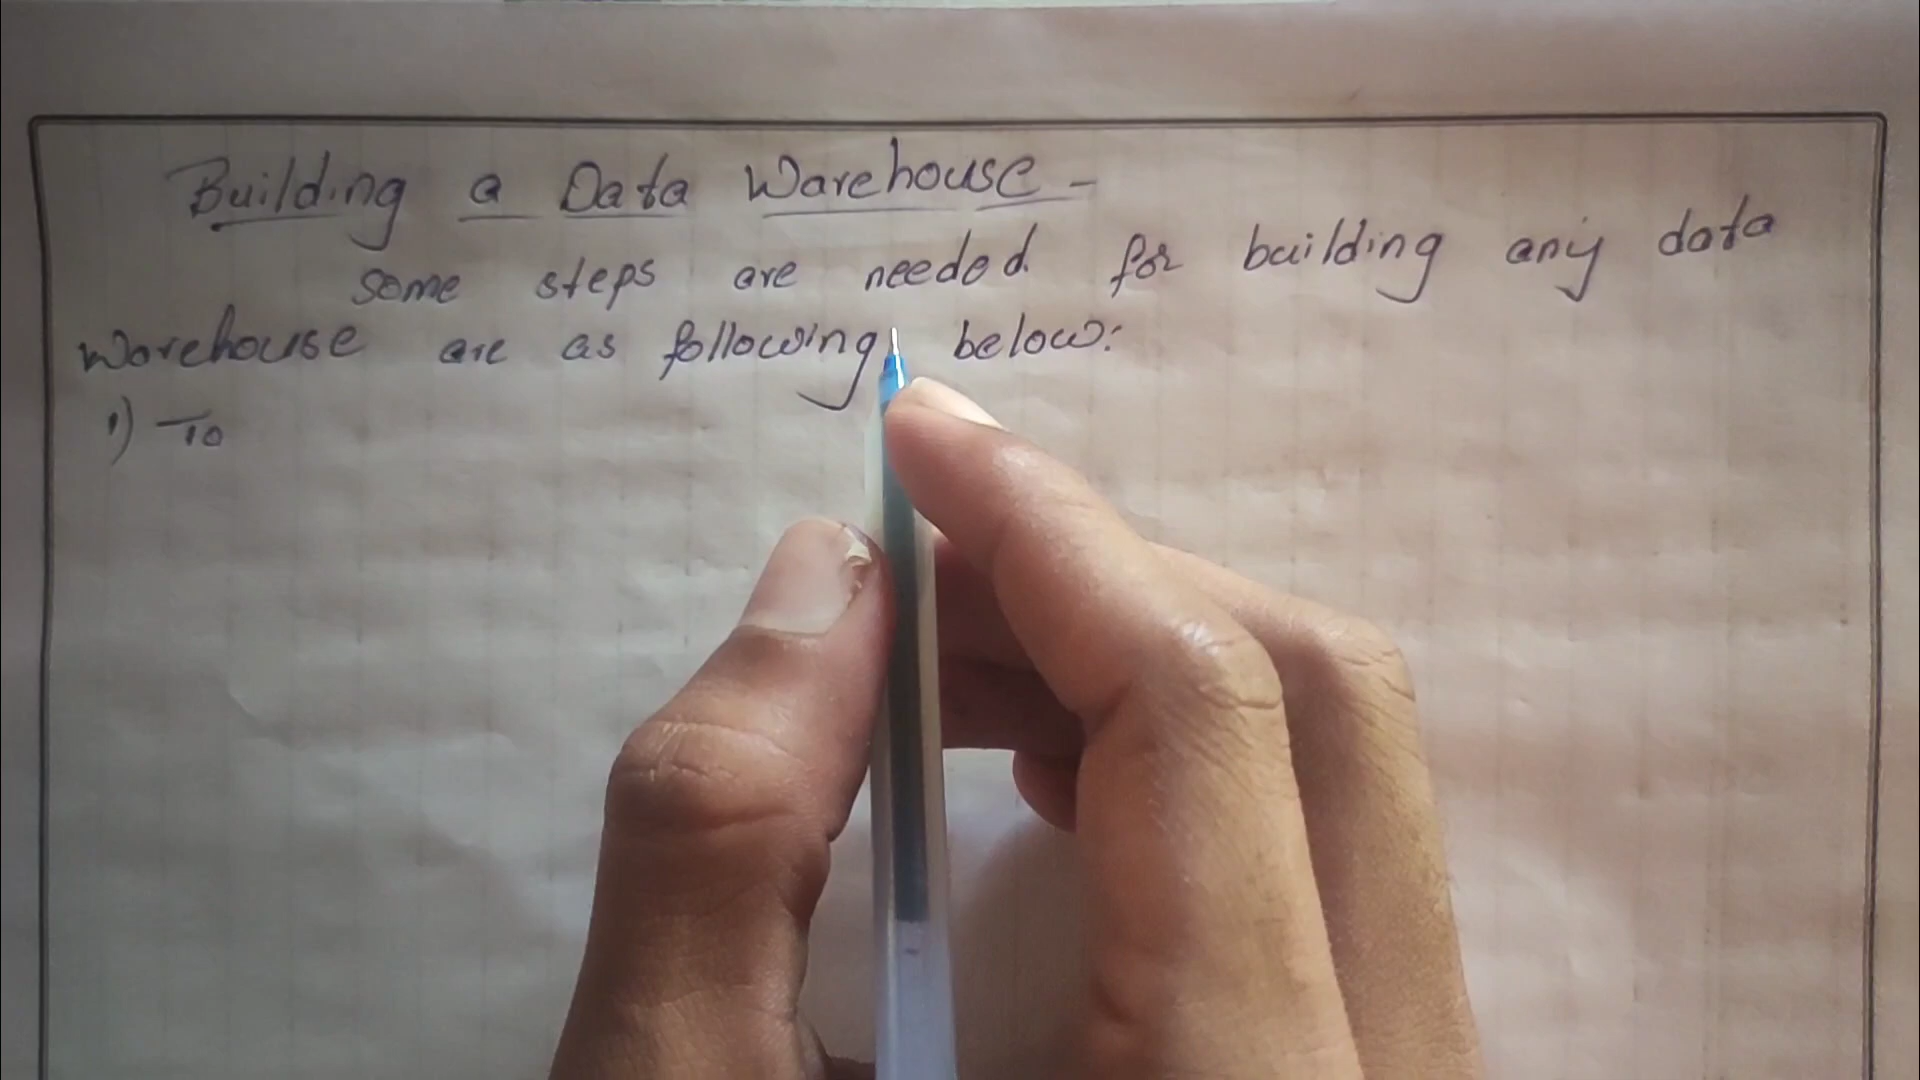 Building a Data Warehouse -
Some steps are needed for building any data
Warehouse are as following below:
1) To